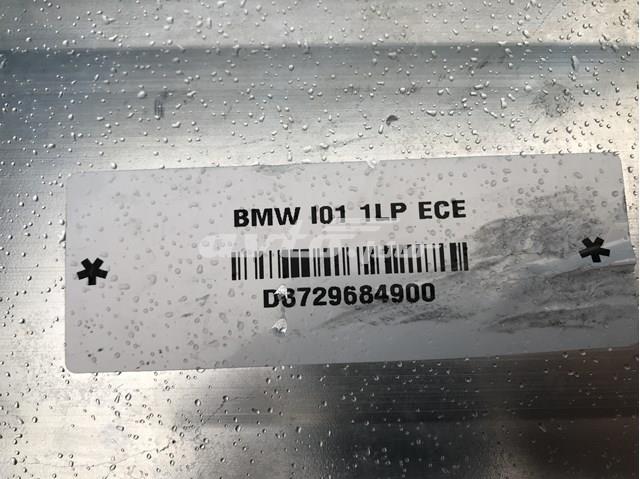 BMW I01 1LP ECE
* *
D3729684900